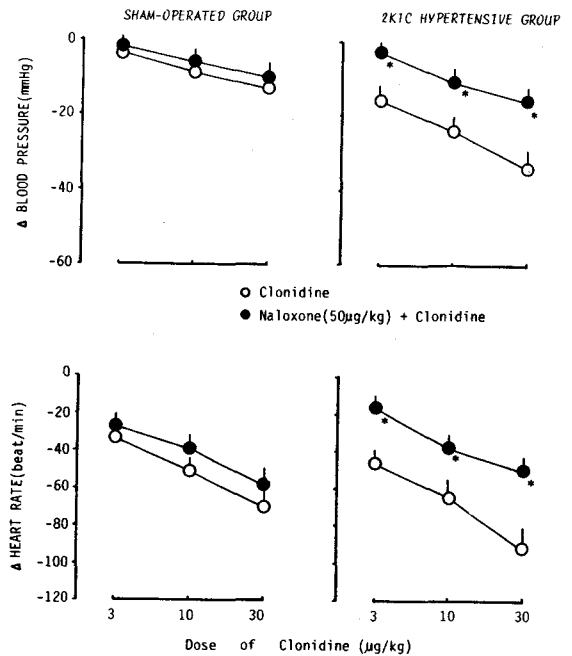 SHAM-OPERATED GROUP
2K1C HYPERTENSIVE GROUP
Δ BLOOD PRESSURE(mmHg)
0
-20
-40
-60
*
*
*
○ Clonidine
● Naloxone(50μg/kg) + Clonidine
Δ HEART RATE(beat/min)
0
-20
-40
-60
-80
-100
-120
*
*
*
3 10 30 3 10 30
Dose of Clonidine (μg/kg)